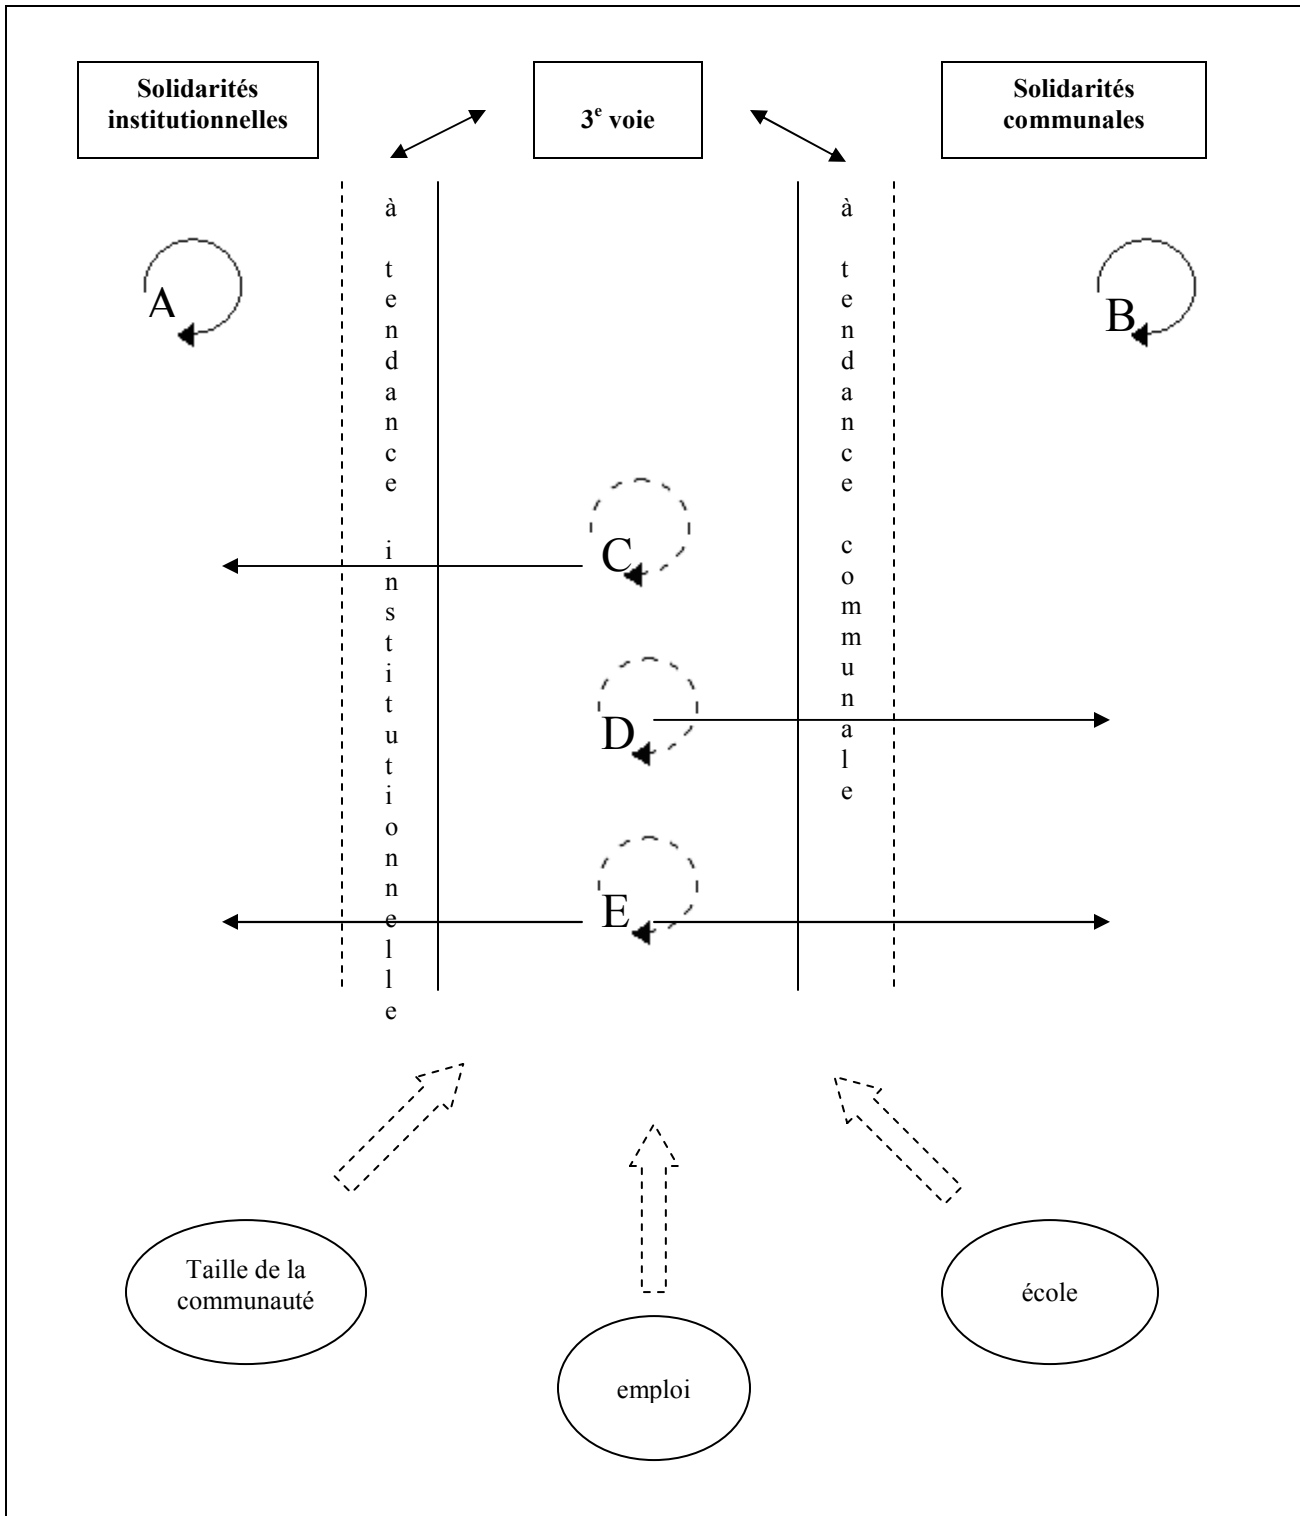 Solidarités
institutionnelles
3e voie
Solidarités
communales
à tendance institutionnelle
à tendance communale
A
B
C
D
E
Taille de la
communauté
emploi
école